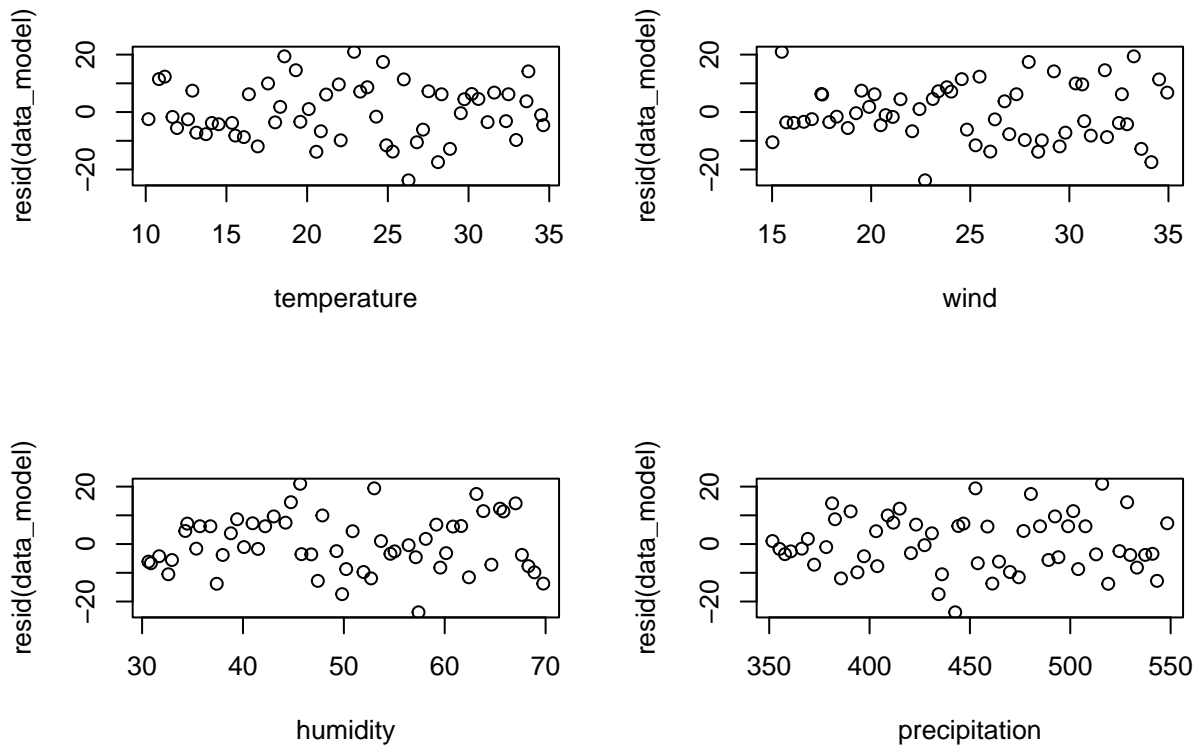 resid(data_model)
20
0
−20
10 15 20 25 30 35
temperature
resid(data_model)
20
0
−20
15 20 25 30 35
wind
resid(data_model)
20
0
−20
30 40 50 60 70
humidity
resid(data_model)
20
0
−20
350 400 450 500 550
precipitation